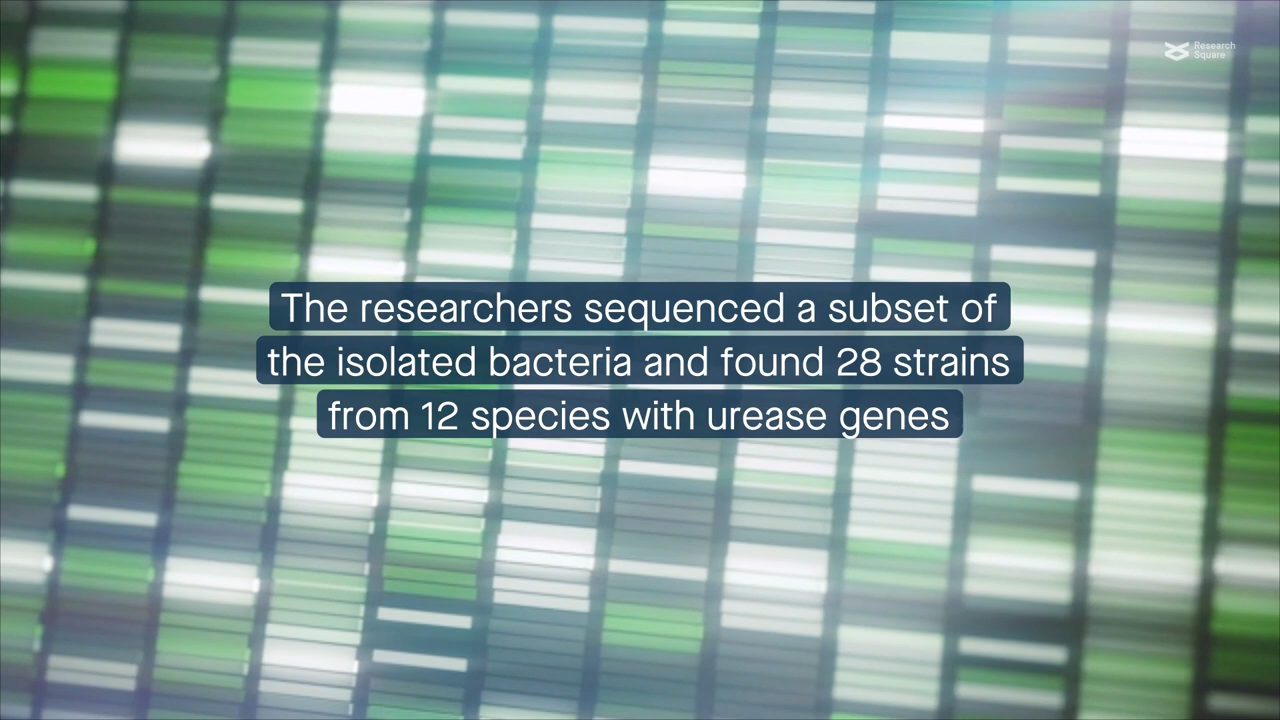 Research
Square
The researchers sequenced a subset of
the isolated bacteria and found 28 strains
from 12 species with urease genes